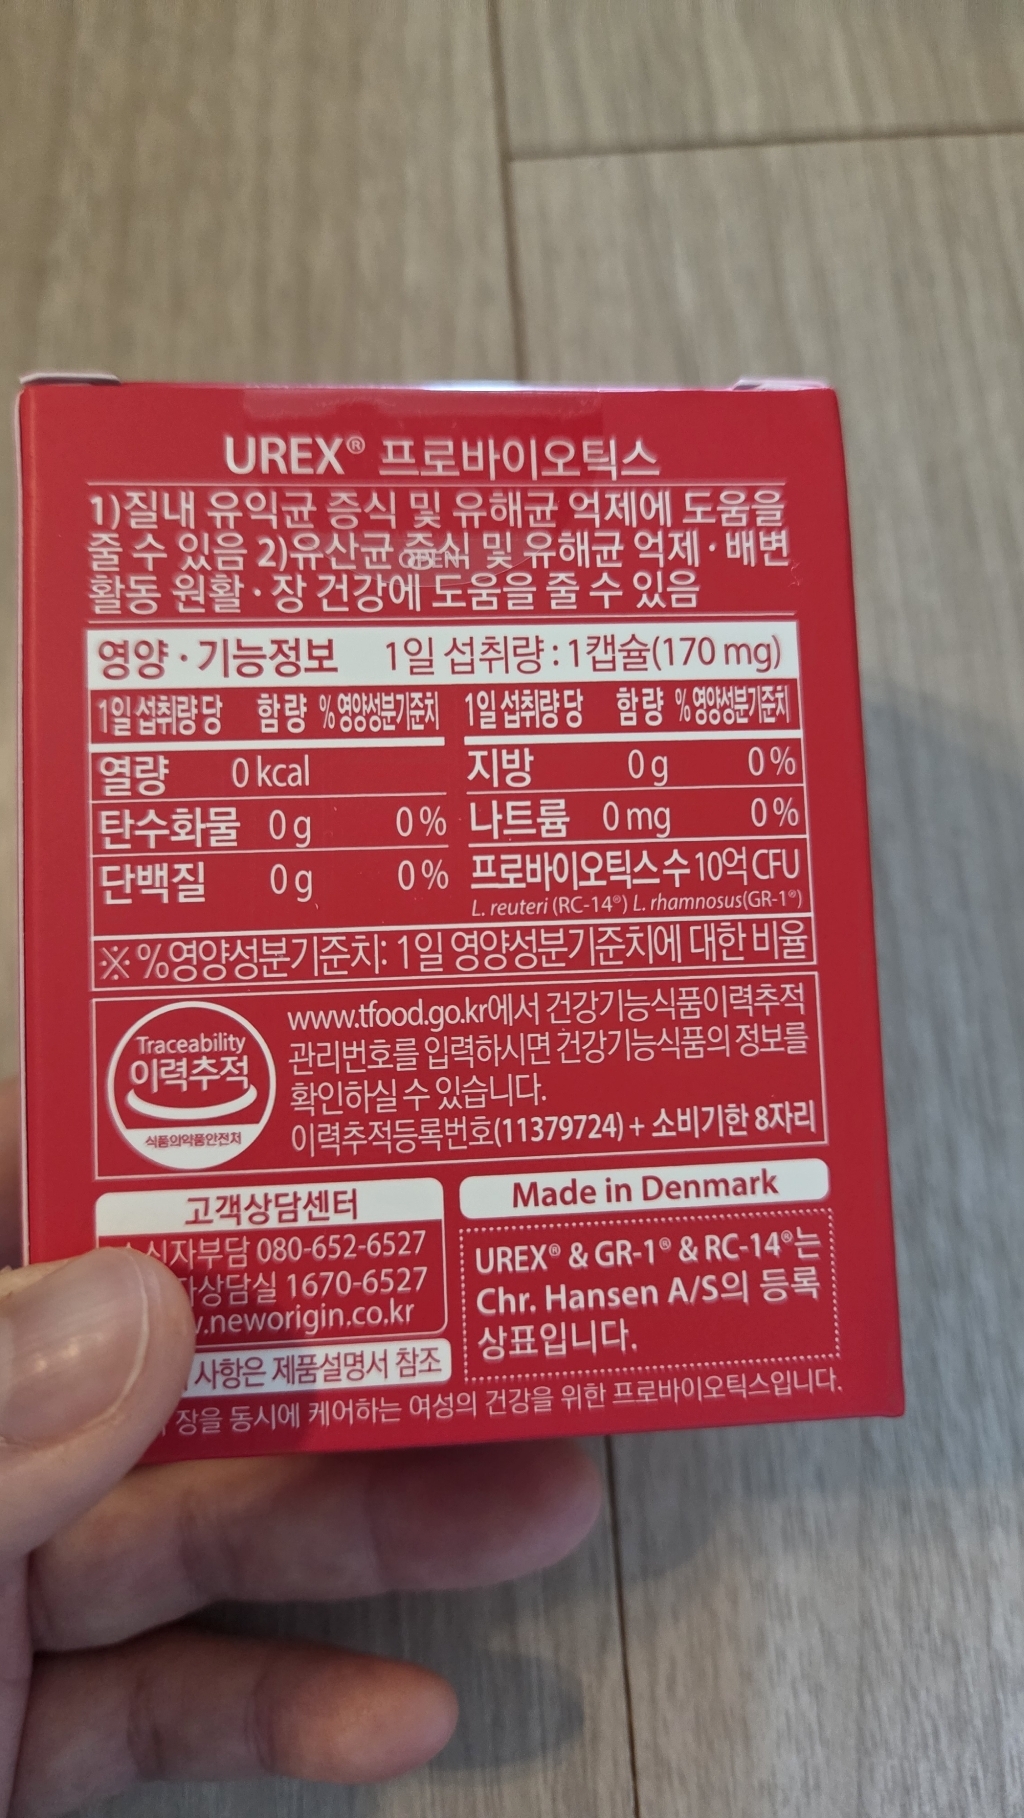 UREX® 프로바이오틱스
1)질내 유익균 증식 및 유해균 억제에 도움을
줄 수 있음 2)유산균 증식 및 유해균 억제·배변
OPEN
활동 원활·장 건강에 도움을 줄 수 있음
영양·기능정보 1일 섭취량:1캡슐(170 mg)
1일 섭취량 당 함량 %영양성분기준치 1일 섭취량 당 함량 %영양성분기준치
열량 0 kcal 지방 0 g 0 %
탄수화물 0 g 0 % 나트륨 0 mg 0 %
단백질 0 g 0 % 프로바이오틱스 수 10억 CFU
L. reuteri (RC-14®) L. rhamnosus(GR-1®)
※ %영양성분기준치: 1일 영양성분기준치에 대한 비율
Traceability
이력추적
식품의약품안전처
www.tfood.go.kr에서 건강기능식품이력추적
관리번호를 입력하시면 건강기능식품의 정보를
확인하실 수 있습니다.
이력추적등록번호(11379724) + 소비기한 8자리
고객상담센터
신자부담 080-652-6527
상담실 1670-6527
.neworigin.co.kr
사항은 제품설명서 참조
Made in Denmark
UREX® & GR-1® & RC-14®는
Chr. Hansen A/S의 등록
상표입니다.
장을 동시에 케어하는 여성의 건강을 위한 프로바이오틱스입니다.